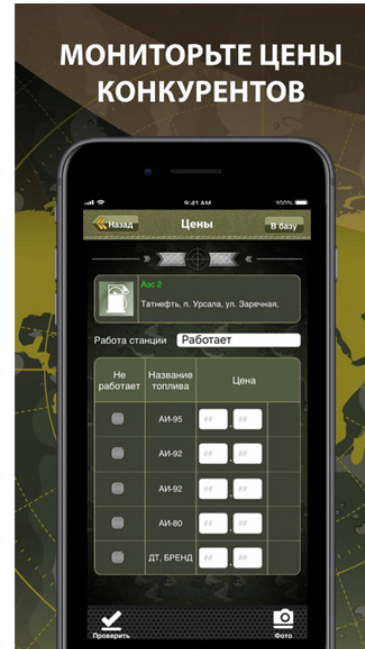 МОНИТОРЬТЕ ЦЕНЫ
КОНКУРЕНТОВ
9:41 AM 100%
Назад Цены В базу
Азс 2
Татнефть, п. Урсала, ул. Заречная,
Работа станции Работает
Не работает Название топлива Цена
АИ-95 ## . ##
АИ-92 ## . ##
АИ-92 ## . ##
АИ-80 ## . ##
ДТ, БРЕНД ## . ##
Проверить Фото